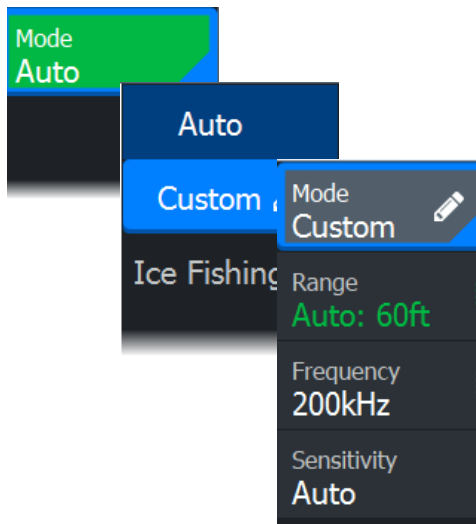 Mode
Auto
Auto
Custom
Ice Fishing
Mode
Custom
Range
Auto: 60ft
Frequency
200kHz
Sensitivity
Auto